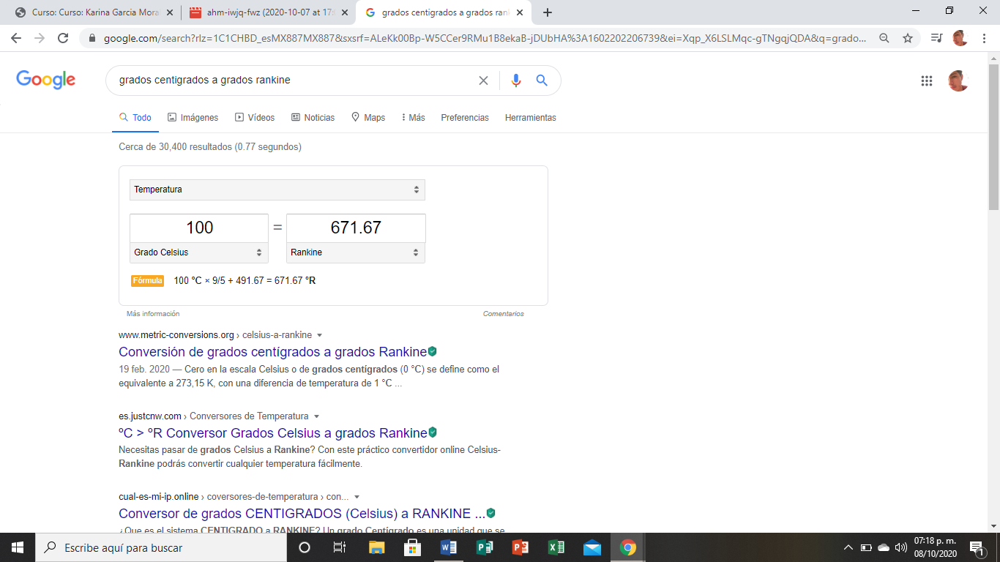 Curso: Curso: Karina Garcia Mora
ahm-iwjq-fwz (2020-10-07 at 17:
grados centigrados a grados ran
google.com/search?rlz=1C1CHBD_esMX887MX887&sxsrf=ALeKk00Bp-W5CCer9RMu1B8ekaB-jDUbHA%3A1602202206739&ei=Xqp_X6LSLMqc-gTNgqjQDA&q=grado...
Google
grados centigrados a grados rankine
Todo Imágenes Vídeos Noticias Maps Más Preferencias Herramientas
Cerca de 30,400 resultados (0.77 segundos)
Temperatura
100 = 671.67
Grado Celsius Rankine
Fórmula 100 °C × 9/5 + 491.67 = 671.67 °R
Más información Comentarios
www.metric-conversions.org › celsius-a-rankine
Conversión de grados centígrados a grados Rankine
19 feb. 2020 — Cero en la escala Celsius o de grados centígrados (0 °C) se define como el
equivalente a 273,15 K, con una diferencia de temperatura de 1 °C ...
es.justcnw.com › Conversores de Temperatura
ºC > ºR Conversor Grados Celsius a grados Rankine
Necesitas pasar de grados Celsius a Rankine? Con este práctico convertidor online Celsius-
Rankine podrás convertir cualquier temperatura fácilmente.
cual-es-mi-ip.online › coversores-de-temperatura › con...
Conversor de grados CENTIGRADOS (Celsius) a RANKINE ...
¿Que es el sistema CENTIGRADO a RANKINE? Un grado Centígrado es una unidad que se
Escribe aquí para buscar
07:18 p. m.
08/10/2020
1